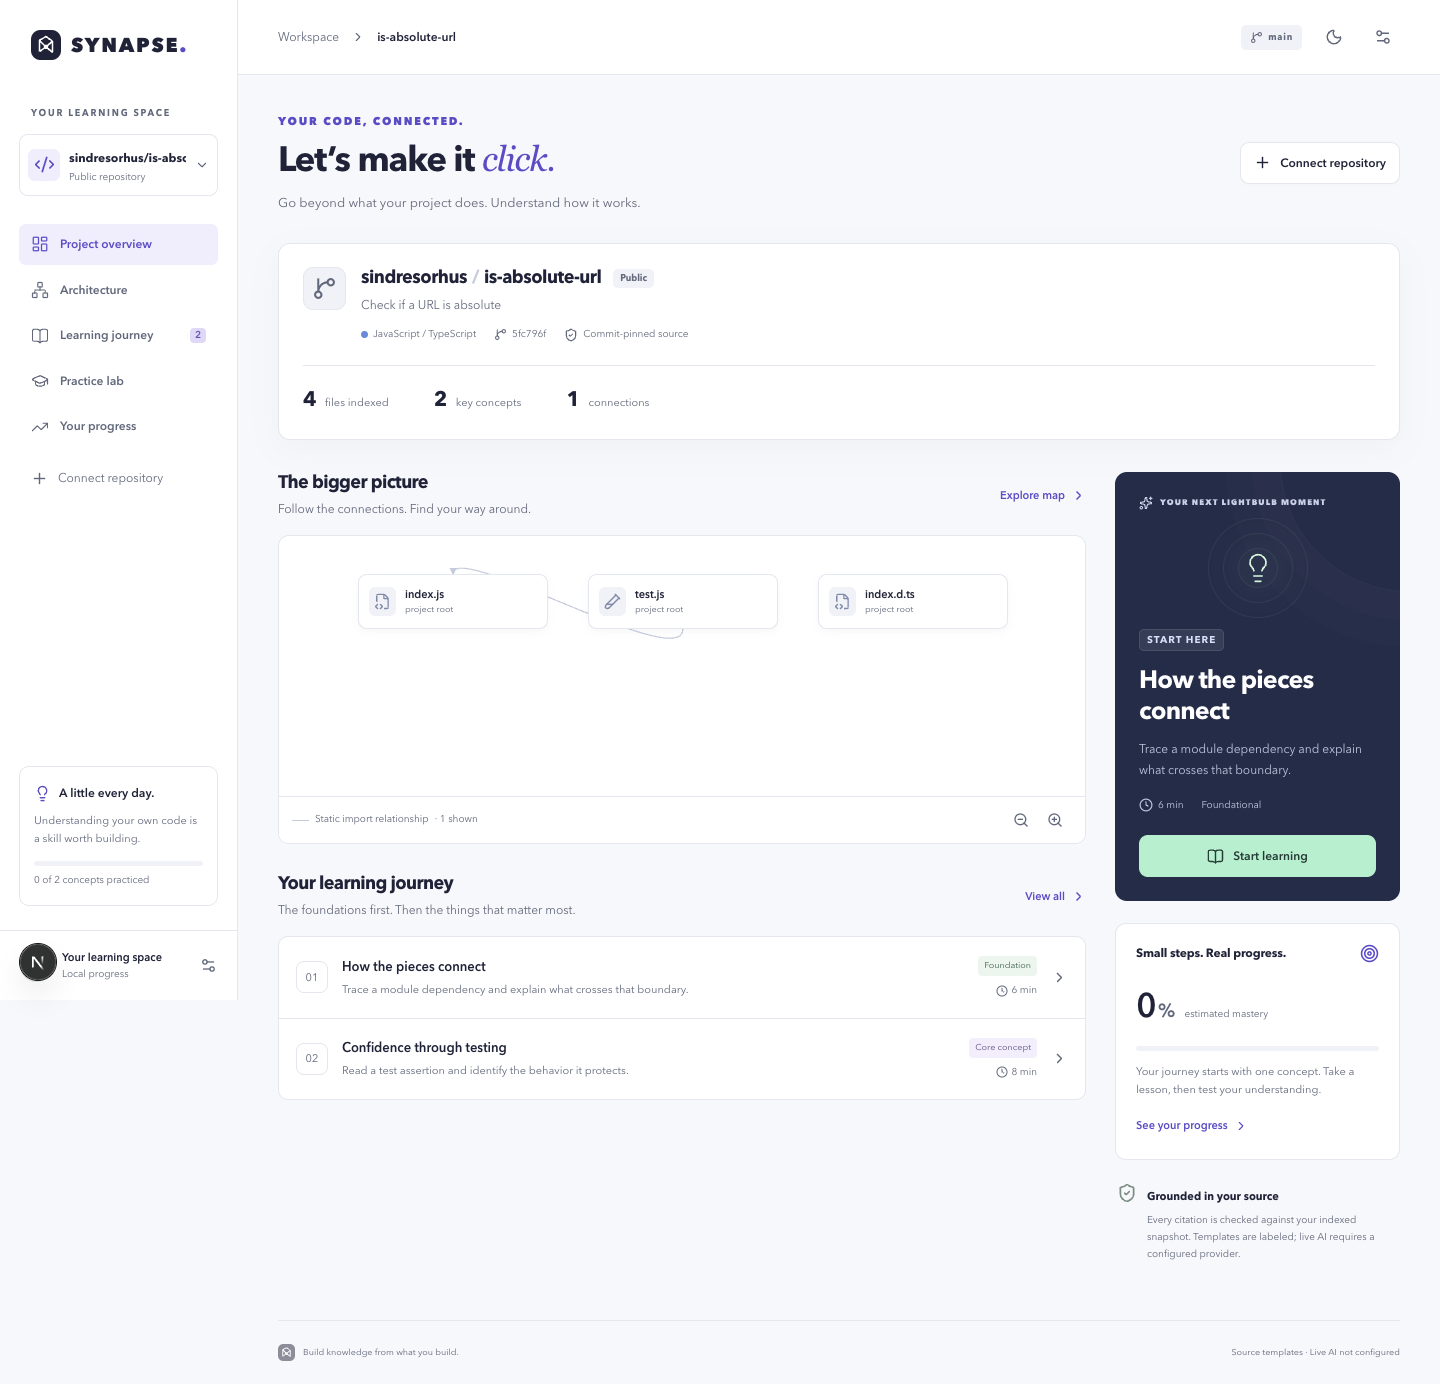 SYNAPSE.
YOUR LEARNING SPACE
sindresorhus/is-abs
Public repository
Project overview
Architecture
Learning journey 2
Practice lab
Your progress
Connect repository
A little every day.
Understanding your own code is
a skill worth building.
0 of 2 concepts practiced
N
Your learning space
Local progress
Workspace is-absolute-url
main
YOUR CODE, CONNECTED.
Let’s make it click.
Go beyond what your project does. Understand how it works.
Connect repository
sindresorhus / is-absolute-url Public
Check if a URL is absolute
JavaScript / TypeScript 5fc796f Commit-pinned source
4 files indexed 2 key concepts 1 connections
The bigger picture
Follow the connections. Find your way around.
Explore map
index.js
project root
test.js
project root
index.d.ts
project root
Static import relationship · 1 shown
Your learning journey
The foundations first. Then the things that matter most.
View all
01
How the pieces connect
Trace a module dependency and explain what crosses that boundary.
Foundation
6 min
02
Confidence through testing
Read a test assertion and identify the behavior it protects.
Core concept
8 min
YOUR NEXT LIGHTBULB MOMENT
START HERE
How the pieces
connect
Trace a module dependency and explain
what crosses that boundary.
6 min Foundational
Start learning
Small steps. Real progress.
0% estimated mastery
Your journey starts with one concept. Take a
lesson, then test your understanding.
See your progress
Grounded in your source
Every citation is checked against your indexed
snapshot. Templates are labeled; live AI requires a
configured provider.
Build knowledge from what you build.
Source templates · Live AI not configured